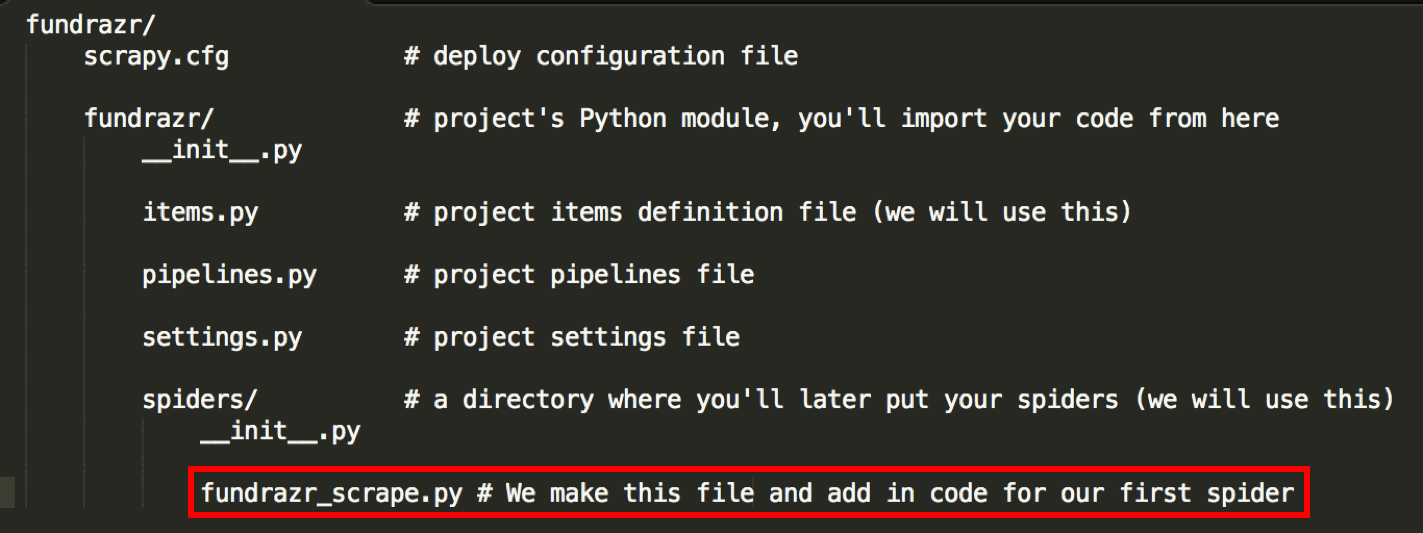 fundrazr/
scrapy.cfg # deploy configuration file
fundrazr/ # project's Python module, you'll import your code from here
__init__.py
items.py # project items definition file (we will use this)
pipelines.py # project pipelines file
settings.py # project settings file
spiders/ # a directory where you'll later put your spiders (we will use this)
__init__.py
fundrazr_scrape.py # We make this file and add in code for our first spider